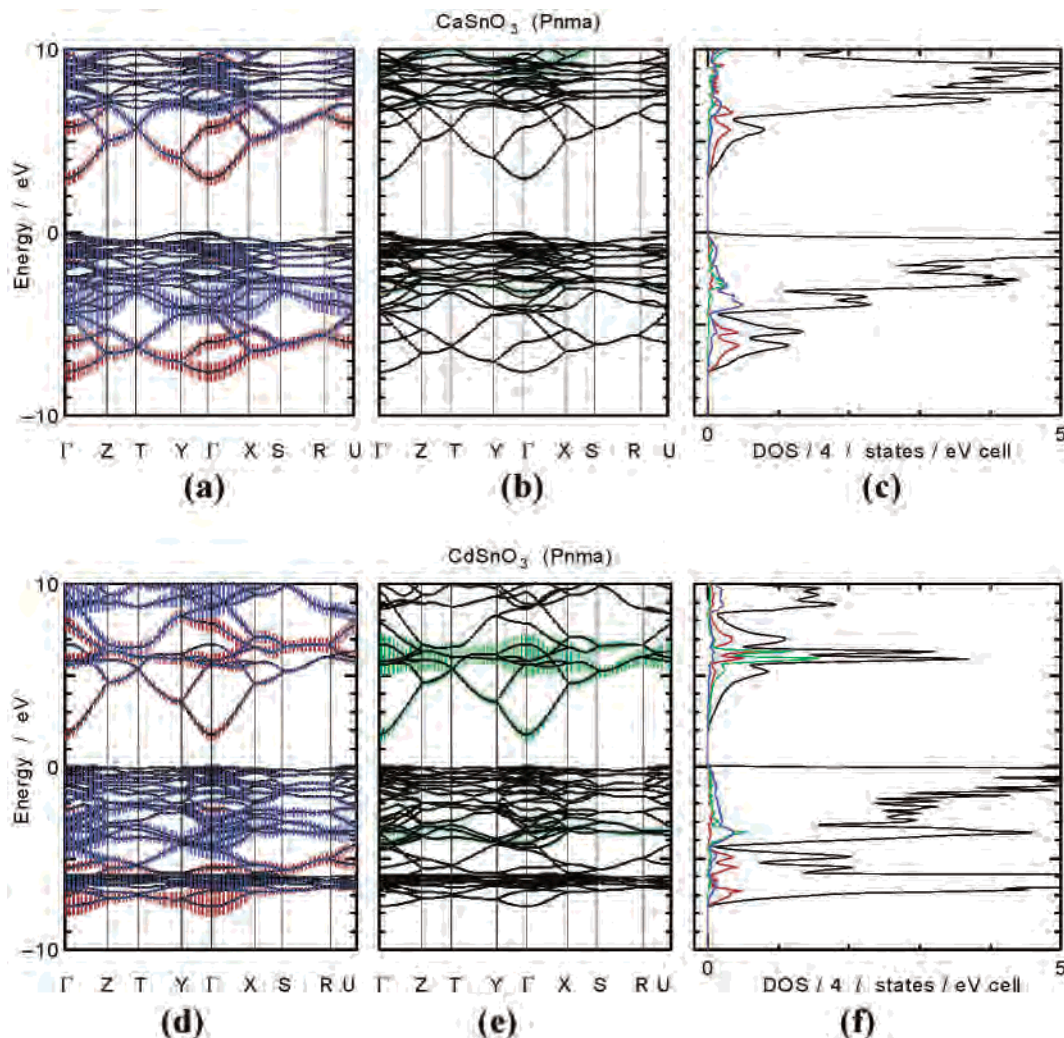 CaSnO₃ (Pnma)
Energy / eV
10
0
−10
Γ Z T Y Γ X S R U
Γ Z T Y Γ X S R U
0 5
DOS / 4 / states / eV cell
(a) (b) (c)
CdSnO₃ (Pnma)
Energy / eV
10
0
−10
Γ Z T Y Γ X S R U
Γ Z T Y Γ X S R U
0 5
DOS / 4 / states / eV cell
(d) (e) (f)